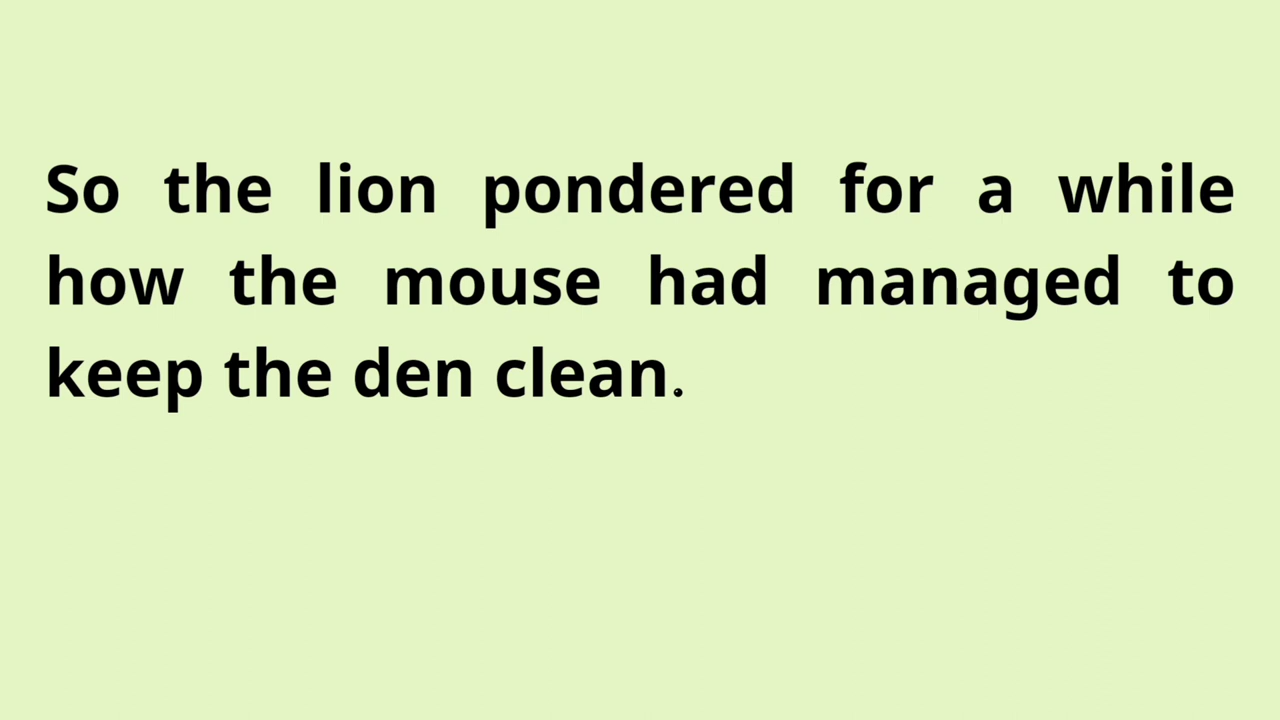 So the lion pondered for a while
how the mouse had managed to
keep the den clean.